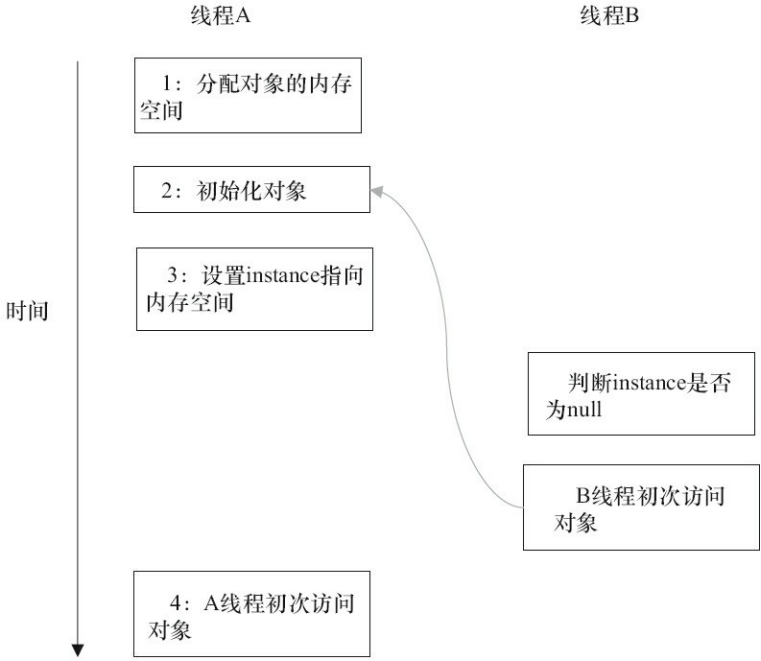 线程A
线程B
1：分配对象的内存
空间
2：初始化对象
3：设置instance指向
内存空间
时间
判断instance是否
为null
B线程初次访问
对象
4：A线程初次访问
对象